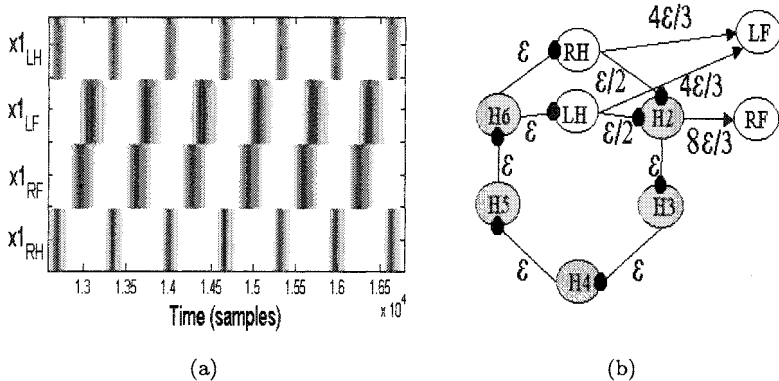 x1LH
x1LF
x1RF
x1RH
1.3 1.35 1.4 1.45 1.5 1.55 1.6 1.65
x 10^4
Time (samples)
(a)
RH
4ε/3
LF
ε
ε/2
4ε/3
H6
ε
LH
ε/2
H2
8ε/3
RF
ε
ε
H5
H3
ε
ε
H4
(b)